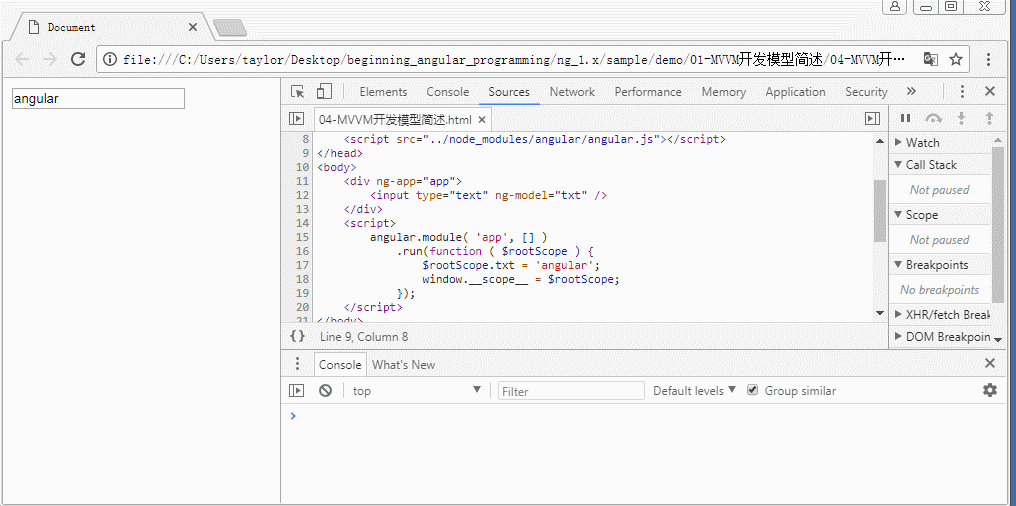 Document
file:///C:/Users/taylor/Desktop/beginning_angular_programming/ng_1.x/sample/demo/01-MVVM开发模型简述/04-MVVM开…
angular
Elements Console Sources Network Performance Memory Application Security »
04-MVVM开发模型简述.html ×
8 <script src="../node_modules/angular/angular.js"></script>
9 </head>
10 <body>
11 <div ng-app="app">
12 <input type="text" ng-model="txt" />
13 </div>
14 <script>
15 angular.module( 'app', [] )
16 .run(function ( $rootScope ) {
17 $rootScope.txt = 'angular';
18 window.__scope__ = $rootScope;
19 });
20 </script>
21 </body>
{ } Line 9, Column 8
Watch
Call Stack
Not paused
Scope
Not paused
Breakpoints
No breakpoints
XHR/fetch Break
DOM Breakpoin
Console What's New
top Filter Default levels Group similar